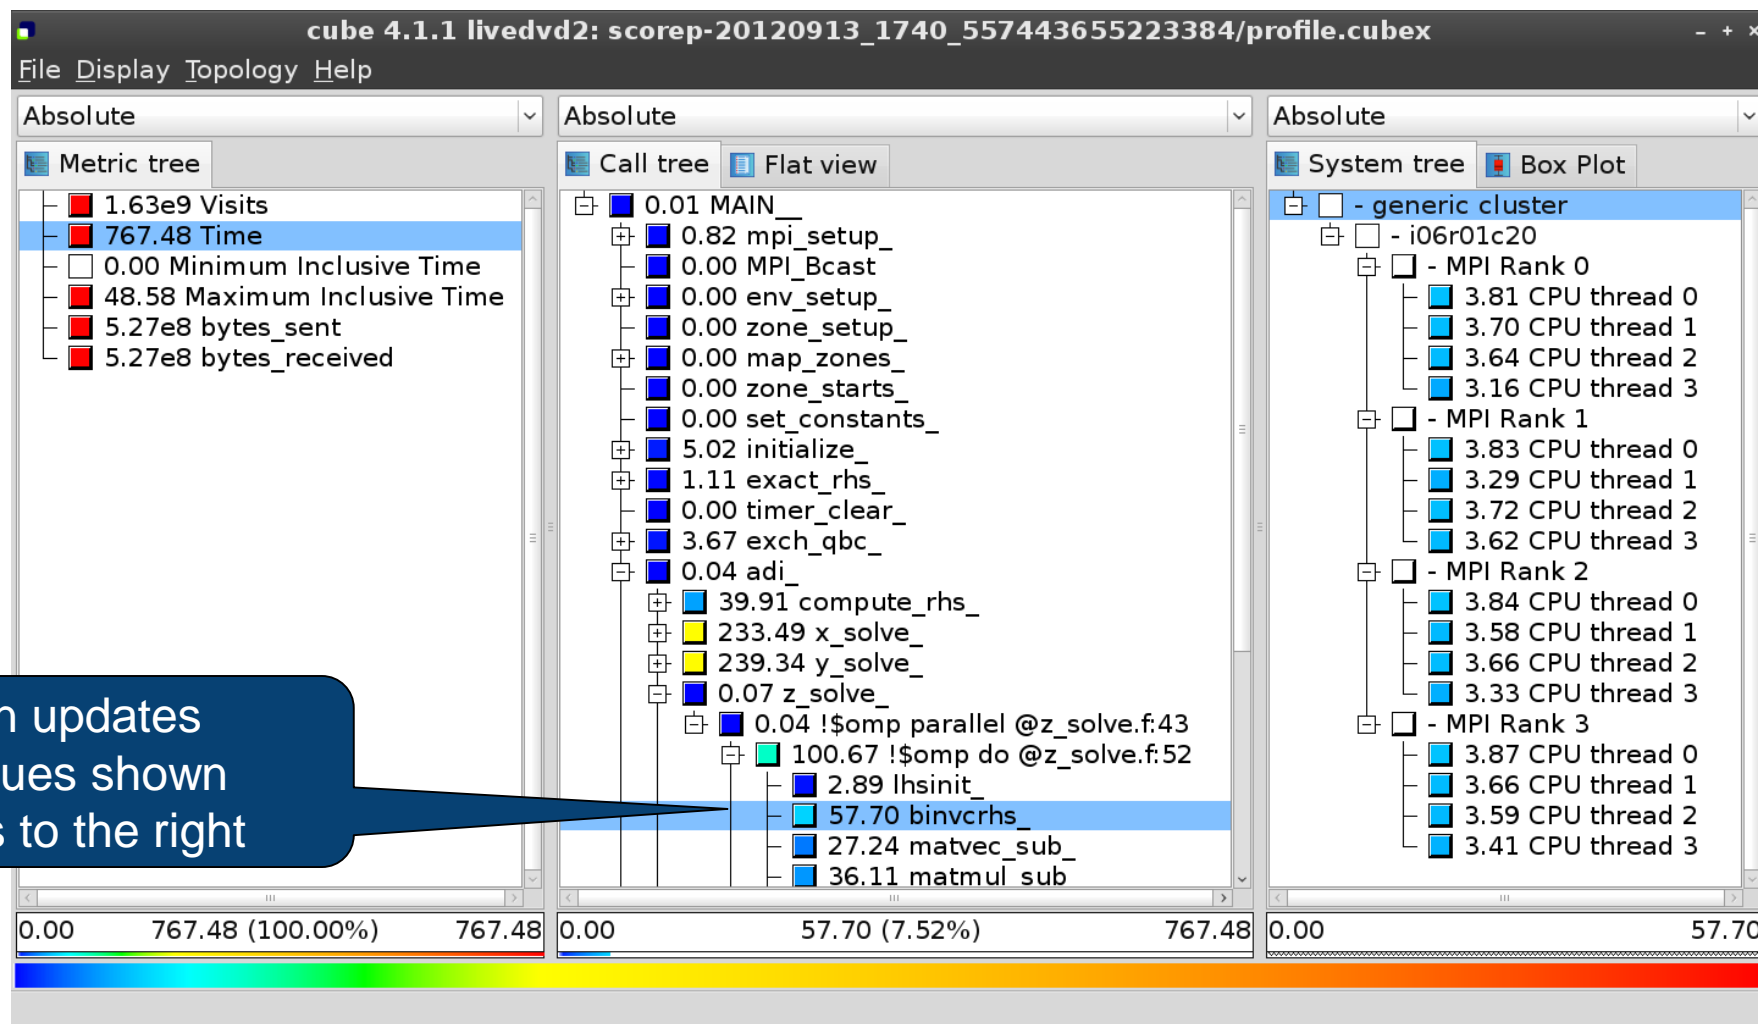 cube 4.1.1 livedvd2: scorep-20120913_1740_557443655223384/profile.cubex
File Display Topology Help
Absolute
Metric tree
1.63e9 Visits
767.48 Time
0.00 Minimum Inclusive Time
48.58 Maximum Inclusive Time
5.27e8 bytes_sent
5.27e8 bytes_received
0.00 767.48 (100.00%) 767.48
Absolute
Call tree
Flat view
0.01 MAIN__
0.82 mpi_setup_
0.00 MPI_Bcast
0.00 env_setup_
0.00 zone_setup_
0.00 map_zones_
0.00 zone_starts_
0.00 set_constants_
5.02 initialize_
1.11 exact_rhs_
0.00 timer_clear_
3.67 exch_qbc_
0.04 adi_
39.91 compute_rhs_
233.49 x_solve_
239.34 y_solve_
0.07 z_solve_
0.04 !$omp parallel @z_solve.f:43
100.67 !$omp do @z_solve.f:52
2.89 lhsinit_
57.70 binvcrhs_
27.24 matvec_sub_
36.11 matmul_sub
0.00 57.70 (7.52%) 767.48
Absolute
System tree
Box Plot
- generic cluster
- i06r01c20
- MPI Rank 0
3.81 CPU thread 0
3.70 CPU thread 1
3.64 CPU thread 2
3.16 CPU thread 3
- MPI Rank 1
3.83 CPU thread 0
3.29 CPU thread 1
3.72 CPU thread 2
3.62 CPU thread 3
- MPI Rank 2
3.84 CPU thread 0
3.58 CPU thread 1
3.66 CPU thread 2
3.33 CPU thread 3
- MPI Rank 3
3.87 CPU thread 0
3.66 CPU thread 1
3.59 CPU thread 2
3.41 CPU thread 3
0.00 57.70
n updates
ues shown
s to the right